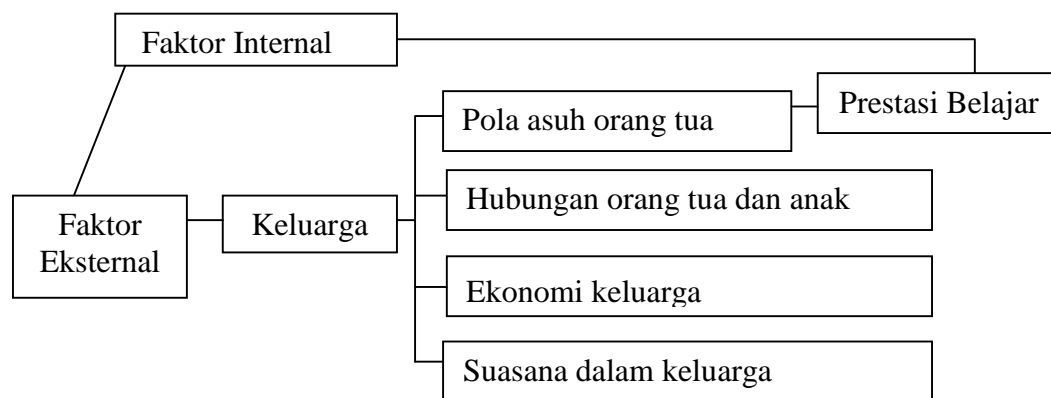 Faktor Internal
Prestasi Belajar
Pola asuh orang tua
Hubungan orang tua dan anak
Faktor
Eksternal
Keluarga
Ekonomi keluarga
Suasana dalam keluarga